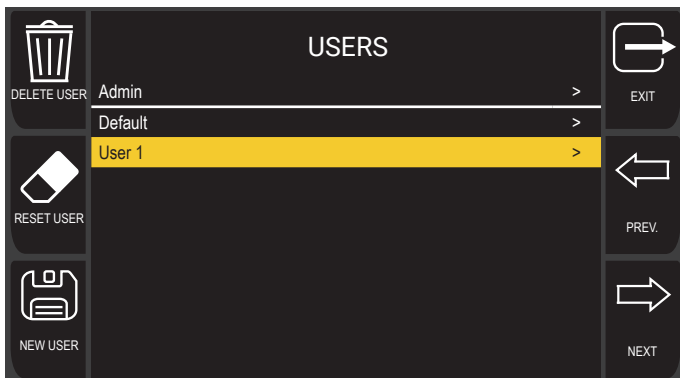 USERS
DELETE USER
Admin >
EXIT
Default >
User 1 >
RESET USER
PREV.
NEW USER
NEXT